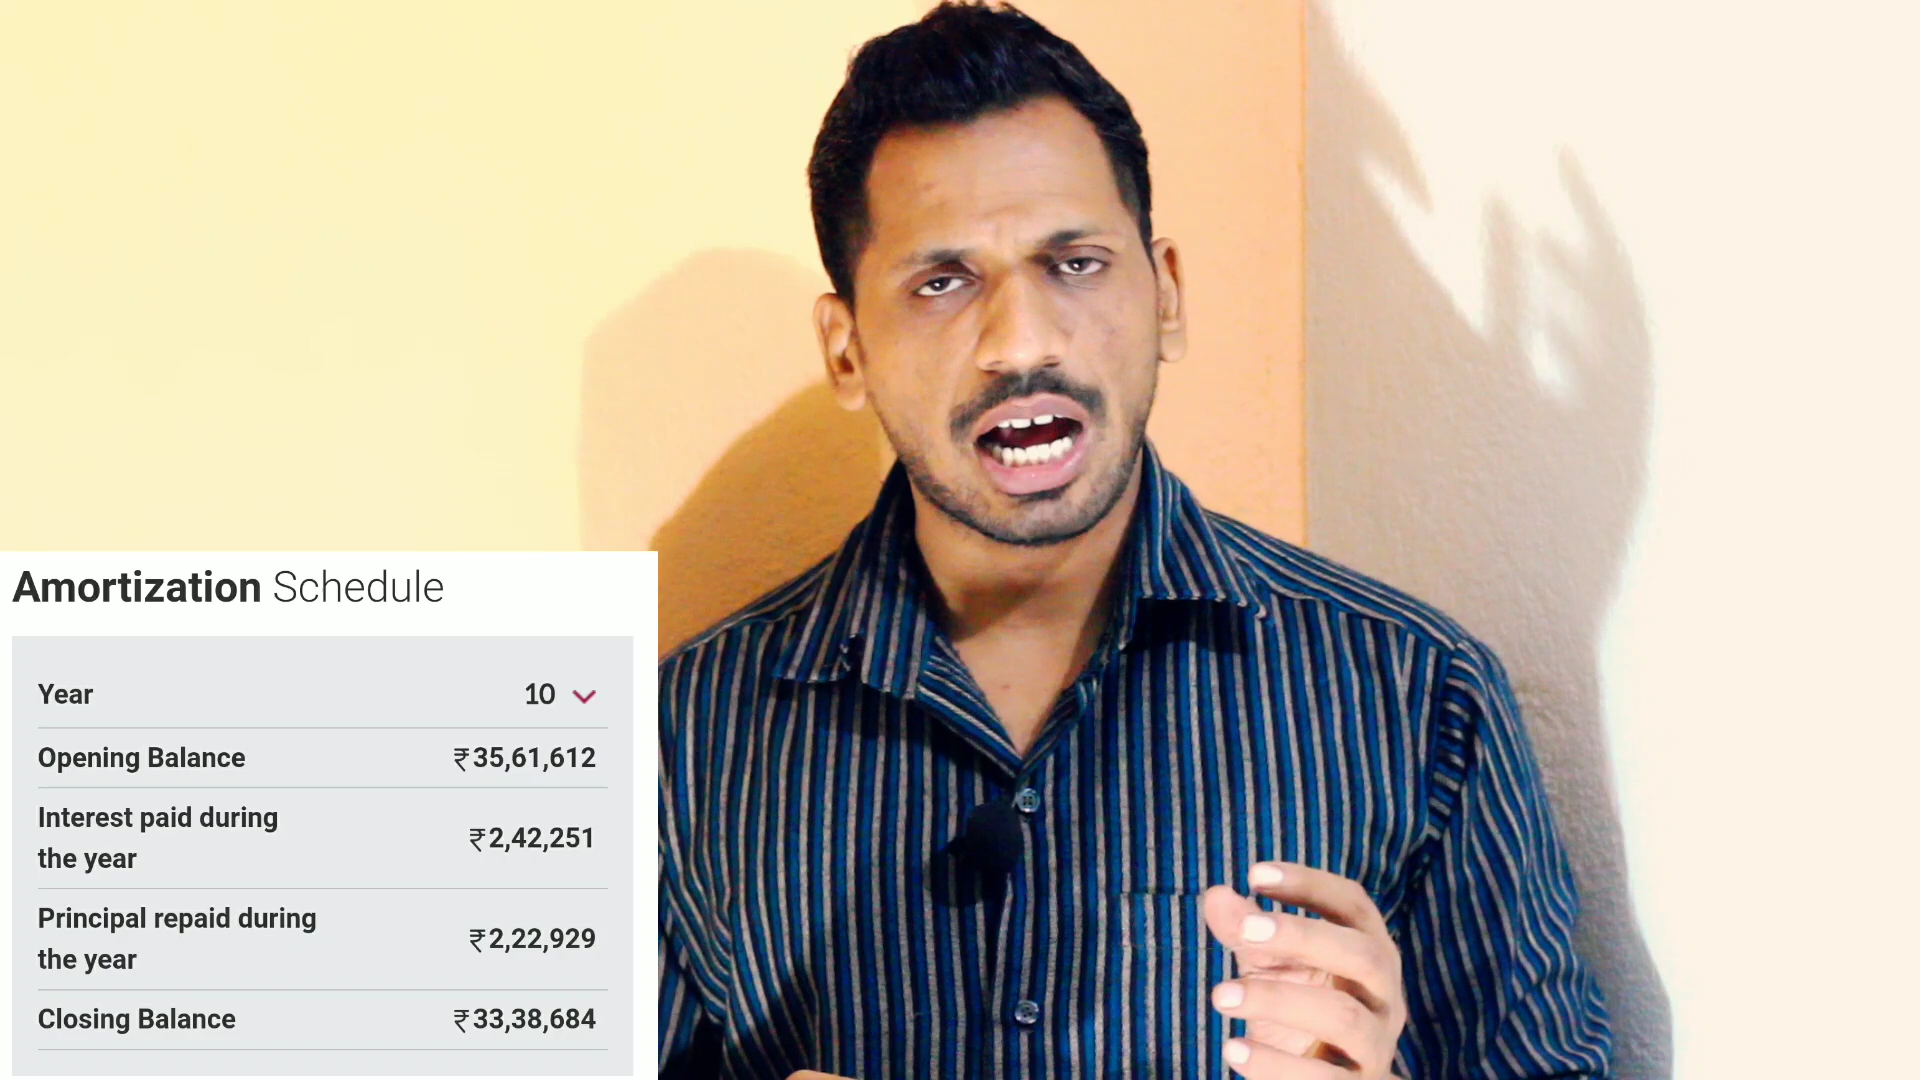 Amortization Schedule
Year 10
Opening Balance ₹35,61,612
Interest paid during
the year ₹2,42,251
Principal repaid during
the year ₹2,22,929
Closing Balance ₹33,38,684